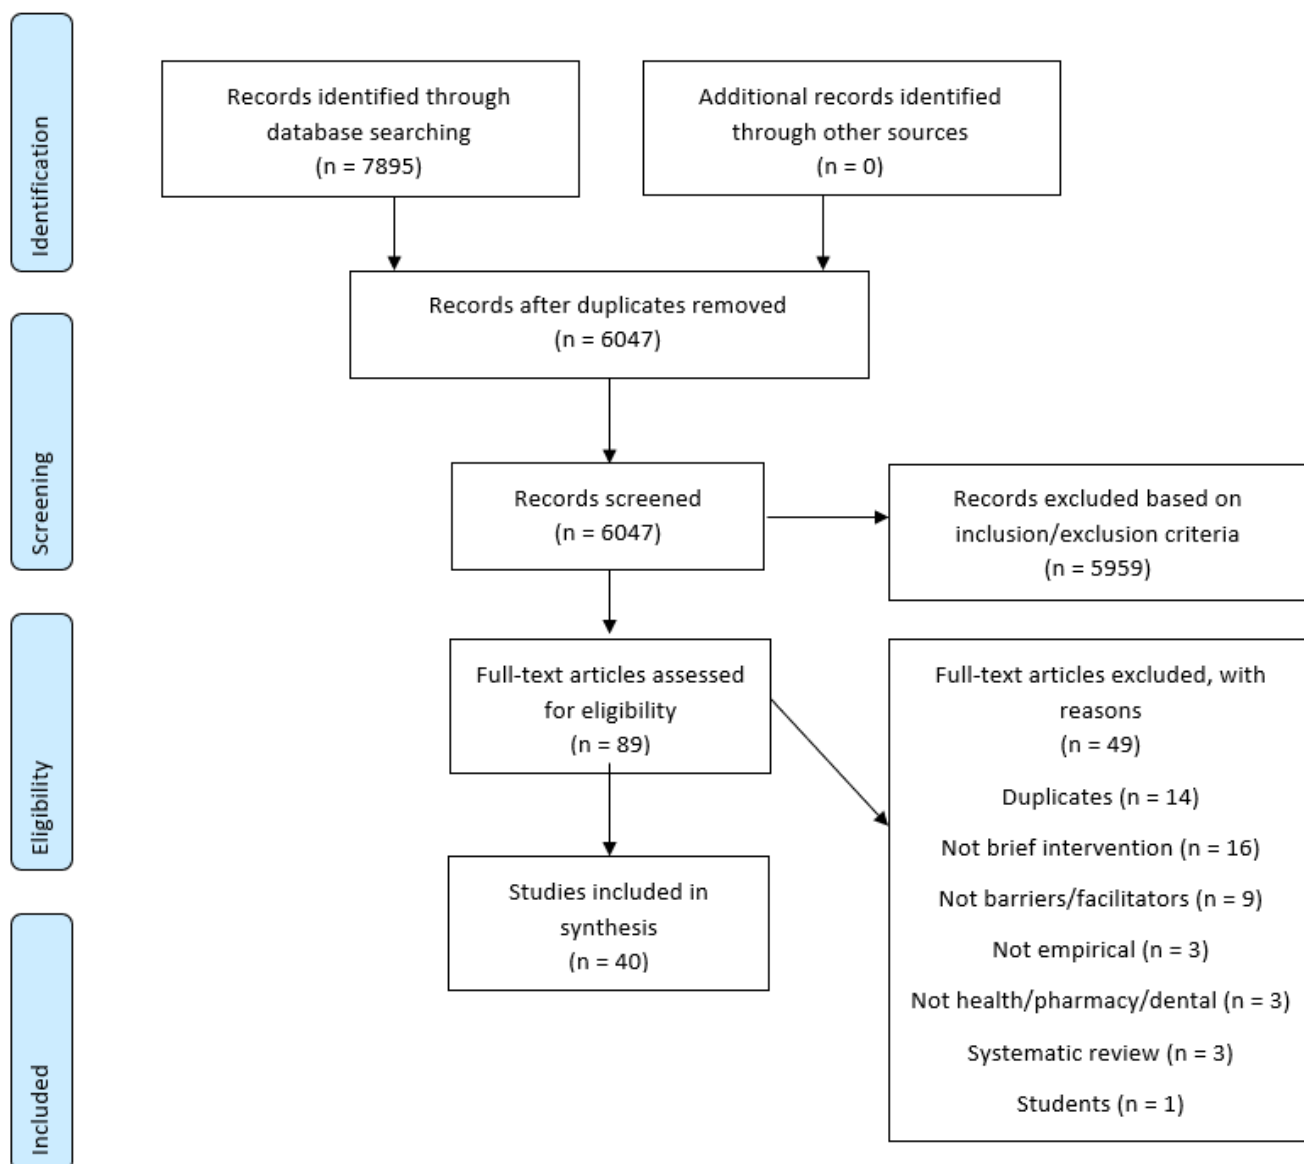 Identification
Records identified through
database searching
(n = 7895)
Additional records identified
through other sources
(n = 0)
Records after duplicates removed
(n = 6047)
Screening
Records screened
(n = 6047)
Records excluded based on
inclusion/exclusion criteria
(n = 5959)
Eligibility
Full-text articles assessed
for eligibility
(n = 89)
Full-text articles excluded, with
reasons
(n = 49)
Duplicates (n = 14)
Not brief intervention (n = 16)
Not barriers/facilitators (n = 9)
Not empirical (n = 3)
Not health/pharmacy/dental (n = 3)
Systematic review (n = 3)
Students (n = 1)
Included
Studies included in
synthesis
(n = 40)